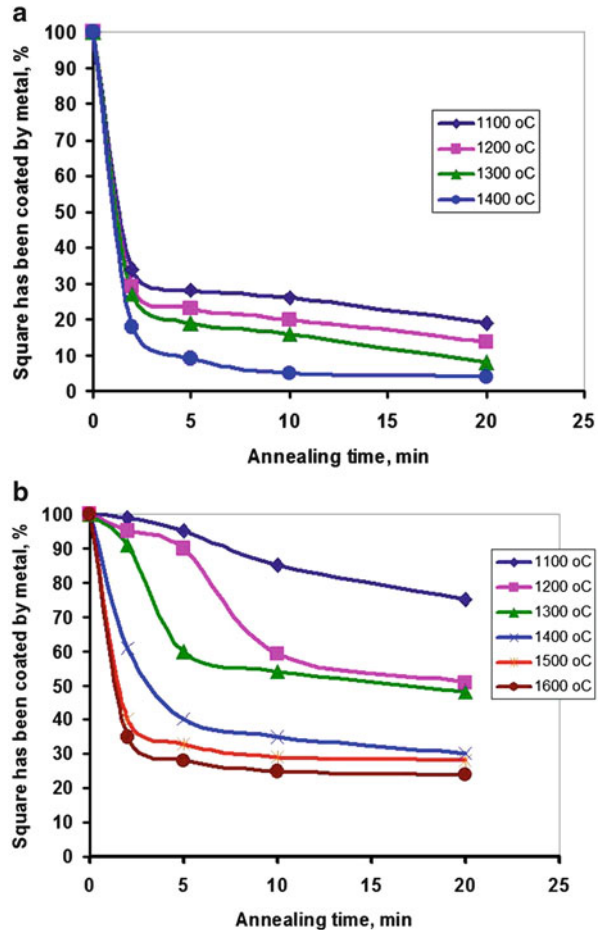 a
Square has been coated by metal, %
100
90
80
70
60
50
40
30
20
10
0
1100 oC
1200 oC
1300 oC
1400 oC
0 5 10 15 20 25
Annealing time, min
b
Square has been coated by metal, %
100
90
80
70
60
50
40
30
20
10
0
1100 oC
1200 oC
1300 oC
1400 oC
1500 oC
1600 oC
0 5 10 15 20 25
Annealing time, min